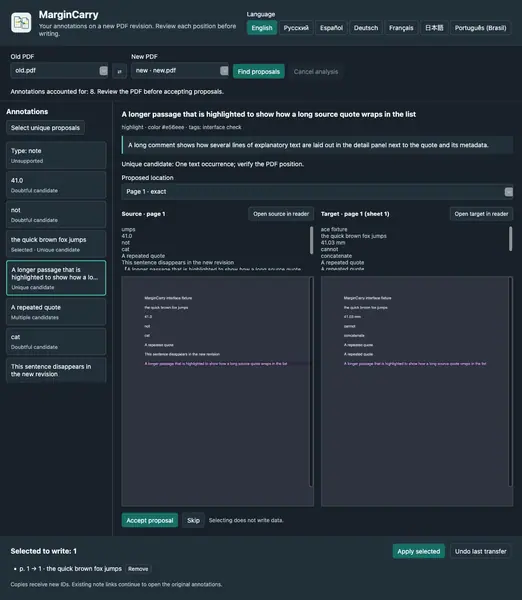 MarginCarry
Your annotations on a new PDF revision. Review each position before writing.
Language
English
Русский
Español
Deutsch
Français
日本語
Português (Brasil)
Old PDF
old.pdf
New PDF
new · new.pdf
Find proposals
Cancel analysis
Annotations accounted for: 8. Review the PDF before accepting proposals.
Annotations
Select unique proposals
Type: note
Unsupported
41.0
Doubtful candidate
not
Doubtful candidate
the quick brown fox jumps
Selected · Unique candidate
A longer passage that is
highlighted to show how a lo...
Unique candidate
A repeated quote
Multiple candidates
cat
Doubtful candidate
This sentence disappears in
the new revision
A longer passage that is highlighted to show how a long source quote wraps in the list
highlight · color #e56eee · tags: interface check
A long comment shows how several lines of explanatory text are laid out in the detail panel next to the quote and its metadata.
Unique candidate: One text occurrence; verify the PDF position.
Proposed location
Page 1 · exact
Source · page 1
Open source in reader
umps
41.0
not
cat
A repeated quote
This sentence disappears in the new revision
A longer passage that is highlighted to show how a long source quote wraps
MarginCarry interface fixture
the quick brown fox jumps
41.0
not
cat
A repeated quote
This sentence disappears in the new revision
A longer passage that is highlighted to show how a long source quote wraps in the list
Target · page 1 (sheet 1)
Open target in reader
ace fixture
the quick brown fox jumps
41.03 mm
cannot
concatenate
A repeated quote
A repeated quote
MarginCarry interface fixture
the quick brown fox jumps
41.03 mm
cannot
concatenate
A repeated quote
A repeated quote
A longer passage that is highlighted to show how a long source quote wraps in the list
Accept proposal
Skip
Selecting does not write data.
Selected to write: 1
Apply selected
Undo last transfer
• p. 1 → 1 · the quick brown fox jumps
Remove
Copies receive new IDs. Existing note links continue to open the original annotations.